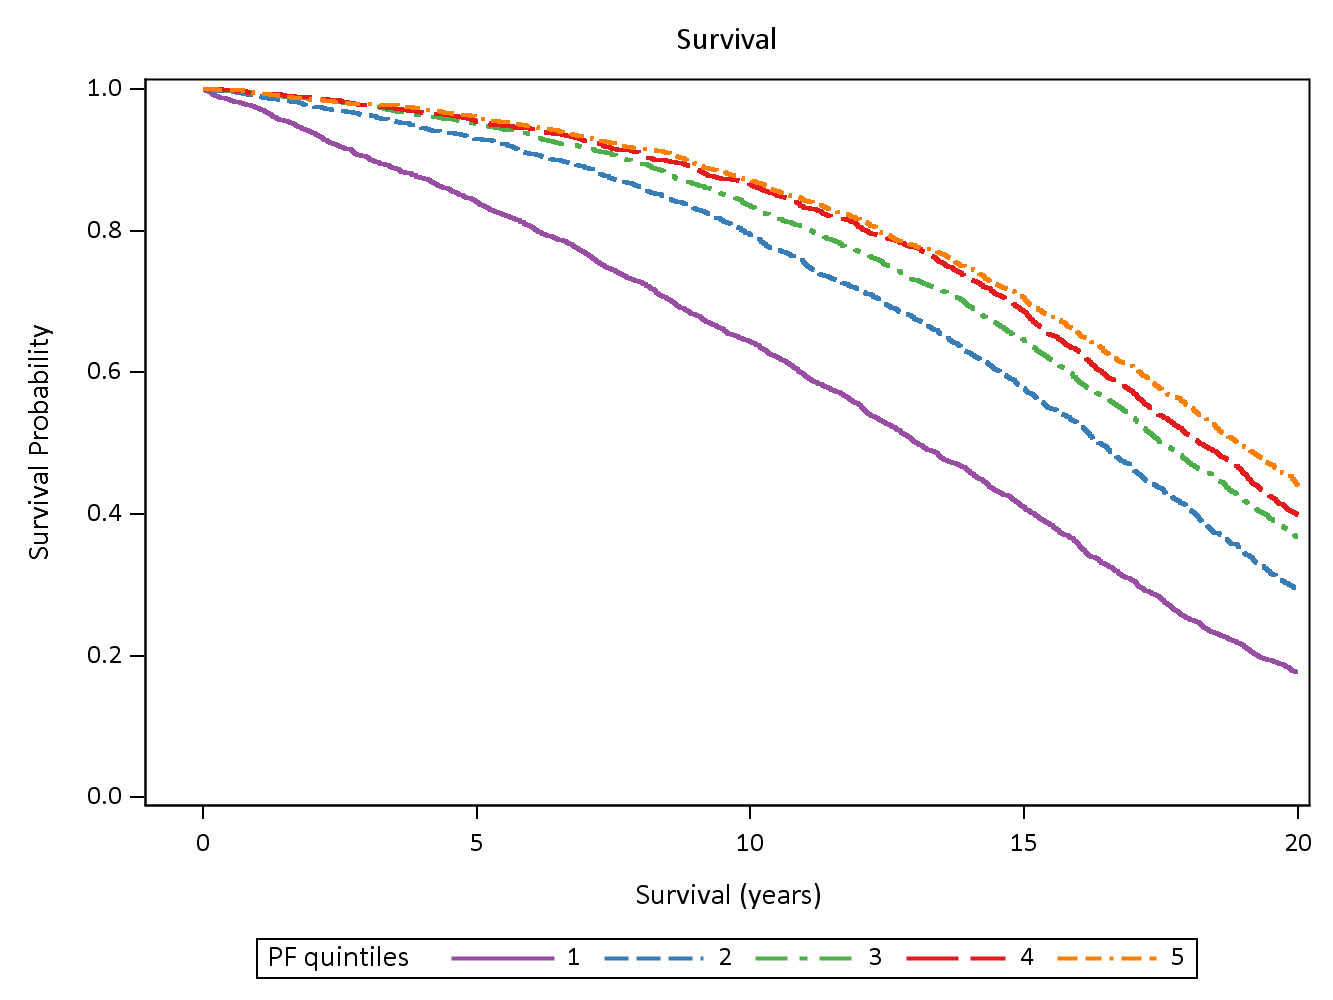 Survival
1.0
0.8
0.6
0.4
0.2
0.0
Survival Probability
0 5 10 15 20
Survival (years)
PF quintiles 1 2 3 4 5